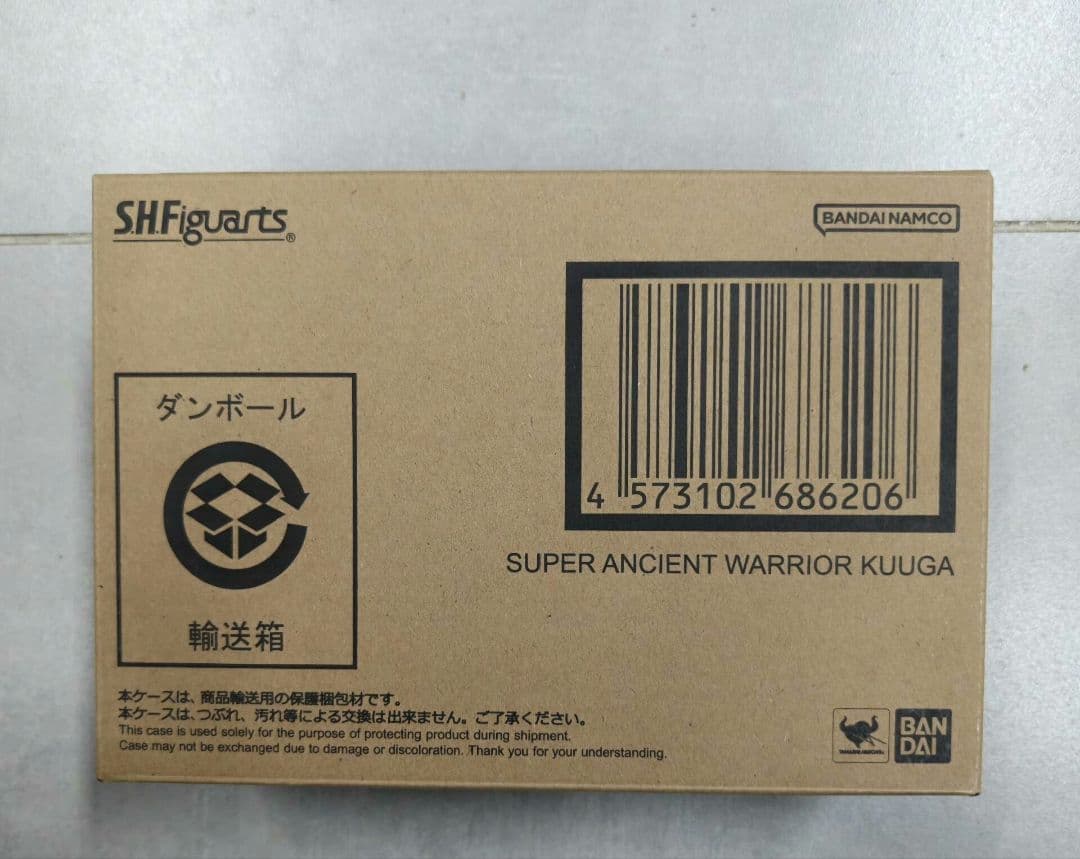 S.H.Figuarts®
BANDAI NAMCO
4 573102 686206
SUPER ANCIENT WARRIOR KUUGA
ダンボール
輸送箱
本ケースは、商品輸送用の保護梱包材です。
本ケースは、つぶれ、汚れ等による交換は出来ません。ご了承ください。
This case is used solely for the purpose of protecting product during shipment.
Case may not be exchanged due to damage or discoloration. Thank you for your understanding.
BAN
DAI